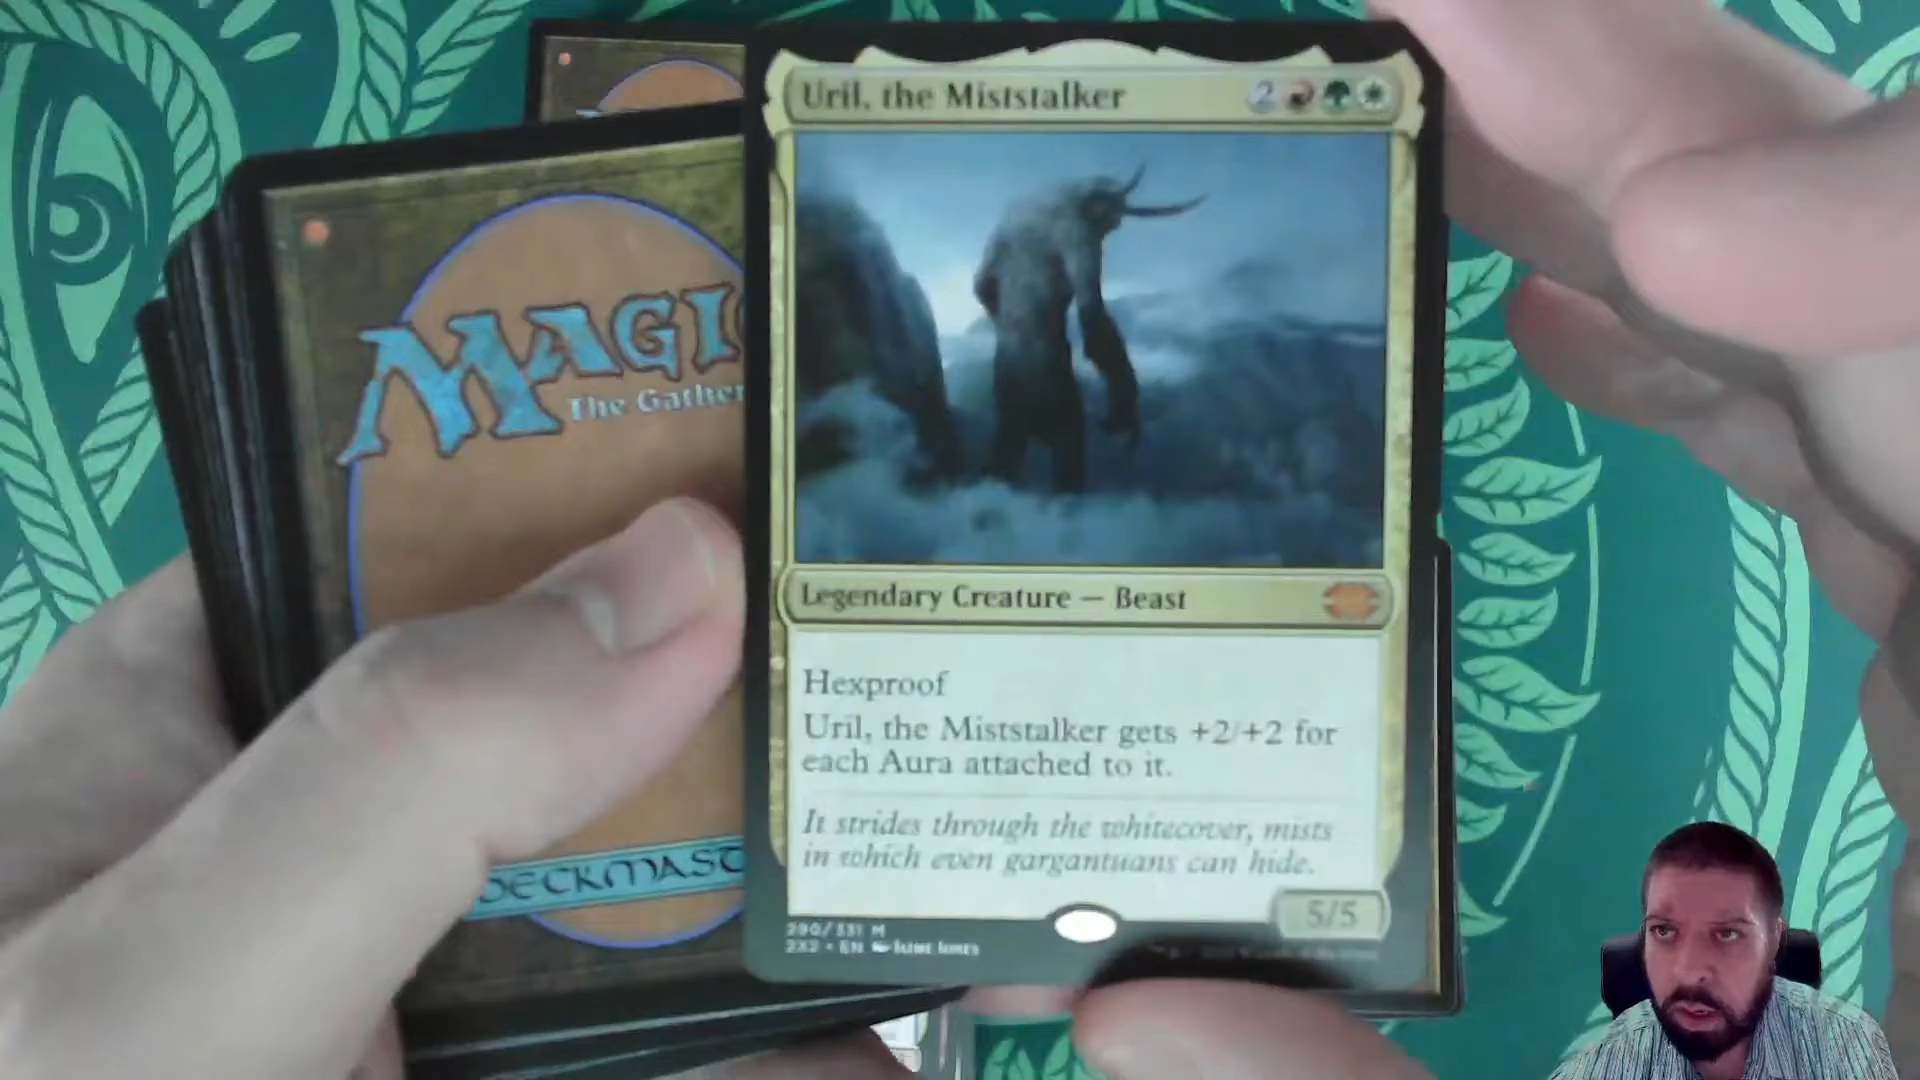 Uril, the Miststalker 2
MAGIC
The Gather
DECKMAST
Legendary Creature — Beast
Hexproof
Uril, the Miststalker gets +2/+2 for
each Aura attached to it.
It strides through the whitecover, mists
in which even gargantuans can hide.
5/5
290/331 M
2X2 • EN